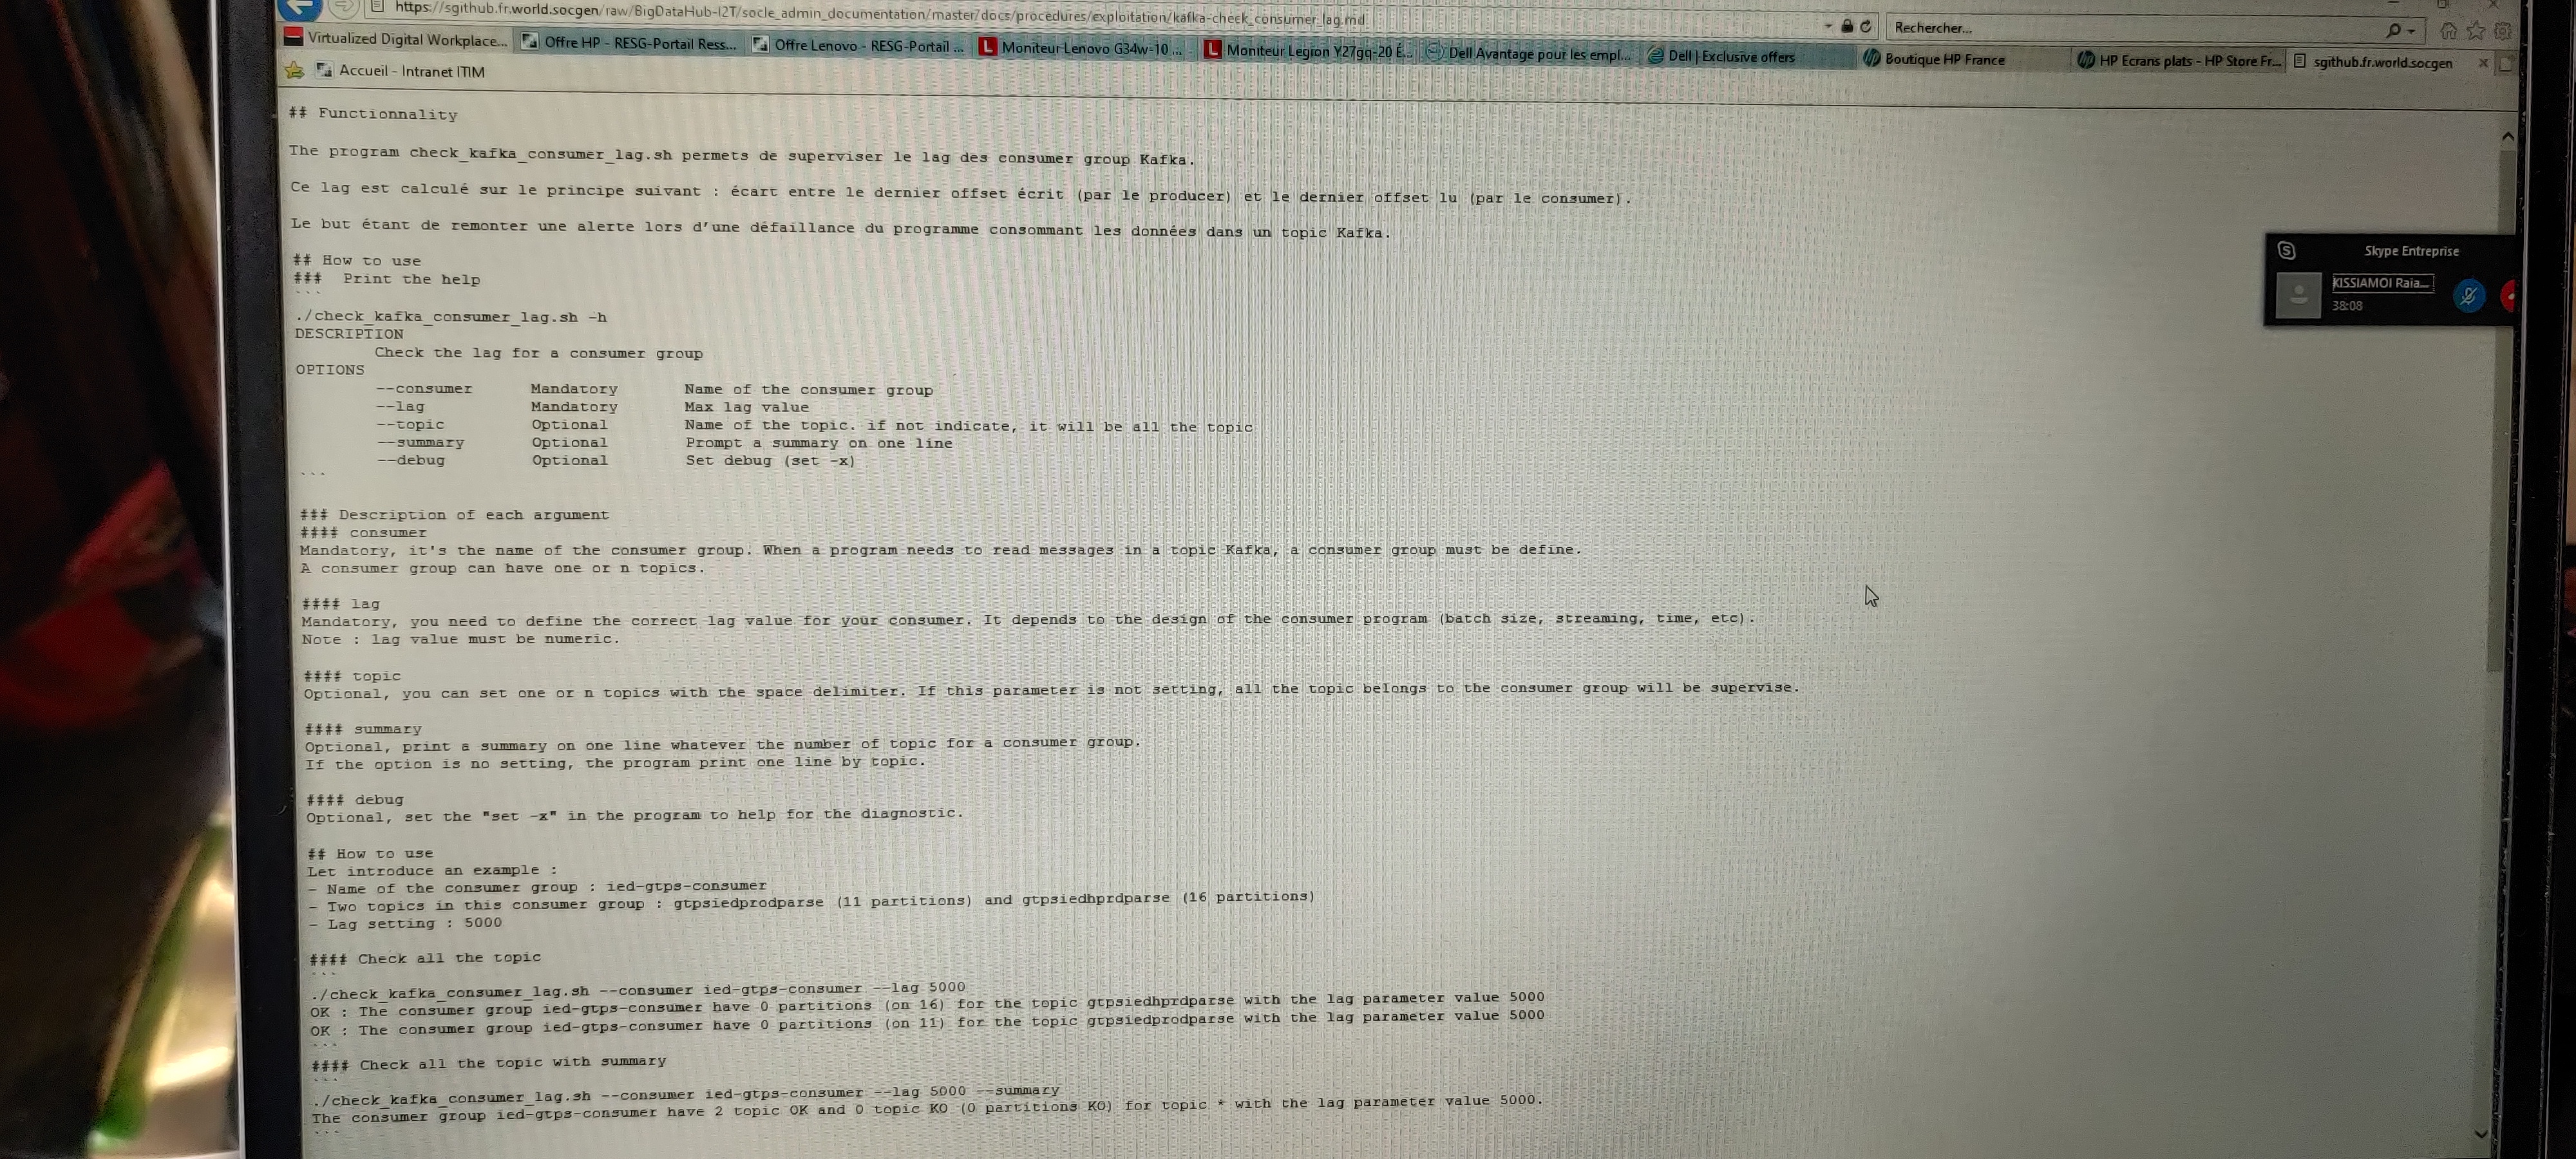 https://sgithub.fr.world.socgen/raw/BigDataHub-I2T/socle_admin_documentation/master/docs/procedures/exploitation/kafka-check_consumer_lag.md
Rechercher...
Virtualized Digital Workplace...
Offre HP - RESG-Portail Ress...
Offre Lenovo - RESG-Portail ...
Moniteur Lenovo G34w-10 ...
Moniteur Legion Y27gq-20 É...
Dell Avantage pour les empl...
Dell | Exclusive offers
Boutique HP France
HP Ecrans plats - HP Store Fr...
sgithub.fr.world.socgen
Accueil - Intranet ITIM
## Functionnality
The program check_kafka_consumer_lag.sh permets de superviser le lag des consumer group Kafka.
Ce lag est calculé sur le principe suivant : écart entre le dernier offset écrit (par le producer) et le dernier offset lu (par le consumer).
Le but étant de remonter une alerte lors d'une défaillance du programme consommant les données dans un topic Kafka.
Skype Entreprise
KISSIAMOI Raia...
38:08
## How to use
### Print the help
```
./check_kafka_consumer_lag.sh -h
DESCRIPTION
Check the lag for a consumer group
OPTIONS
--consumer Mandatory Name of the consumer group
--lag Mandatory Max lag value
--topic Optional Name of the topic. if not indicate, it will be all the topic
--summary Optional Prompt a summary on one line
--debug Optional Set debug (set -x)
```
### Description of each argument
#### consumer
Mandatory, it's the name of the consumer group. When a program needs to read messages in a topic Kafka, a consumer group must be define.
A consumer group can have one or n topics.
#### lag
Mandatory, you need to define the correct lag value for your consumer. It depends to the design of the consumer program (batch size, streaming, time, etc).
Note : lag value must be numeric.
#### topic
Optional, you can set one or n topics with the space delimiter. If this parameter is not setting, all the topic belongs to the consumer group will be supervise.
#### summary
Optional, print a summary on one line whatever the number of topic for a consumer group.
If the option is no setting, the program print one line by topic.
#### debug
Optional, set the "set -x" in the program to help for the diagnostic.
## How to use
Let introduce an example :
- Name of the consumer group : ied-gtps-consumer
- Two topics in this consumer group : gtpsiedprodparse (11 partitions) and gtpsiedhprdparse (16 partitions)
- Lag setting : 5000
#### Check all the topic
```
./check_kafka_consumer_lag.sh --consumer ied-gtps-consumer --lag 5000
OK : The consumer group ied-gtps-consumer have 0 partitions (on 16) for the topic gtpsiedhprdparse with the lag parameter value 5000
OK : The consumer group ied-gtps-consumer have 0 partitions (on 11) for the topic gtpsiedprodparse with the lag parameter value 5000
```
#### Check all the topic with summary
```
./check_kafka_consumer_lag.sh --consumer ied-gtps-consumer --lag 5000 --summary
The consumer group ied-gtps-consumer have 2 topic OK and 0 topic KO (0 partitions KO) for topic * with the lag parameter value 5000.
```